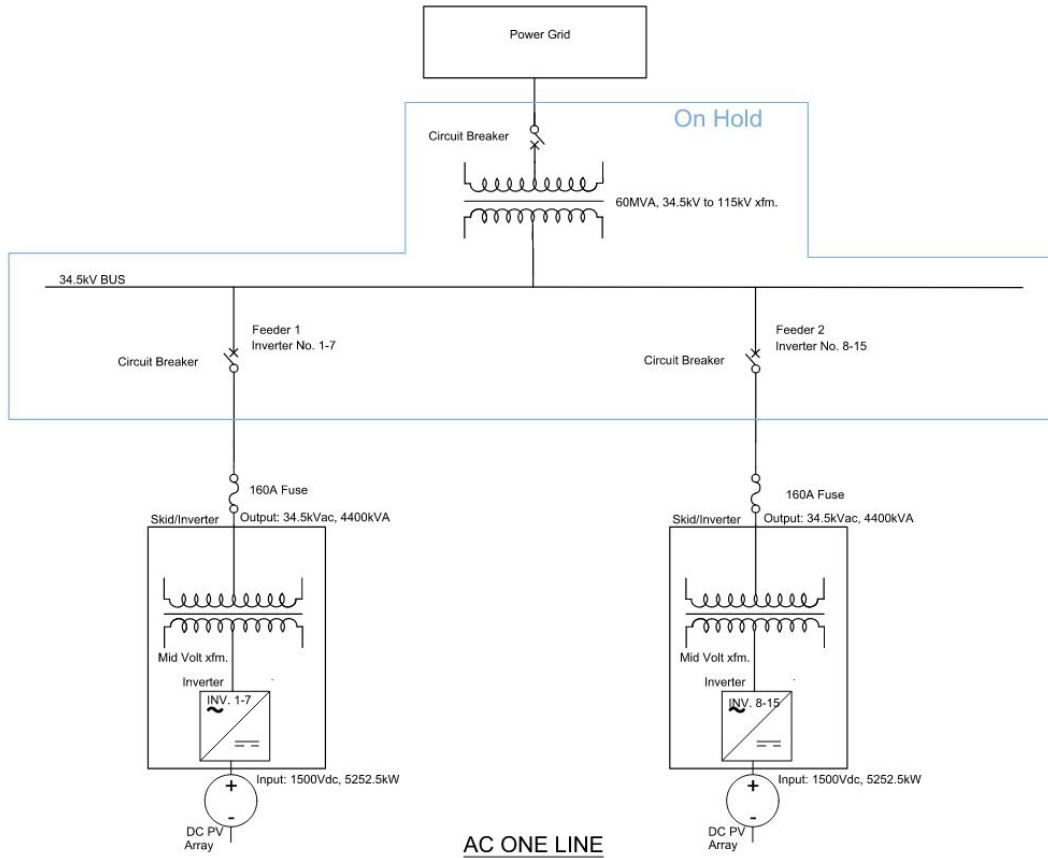 Power Grid
On Hold
Circuit Breaker
60MVA, 34.5kV to 115kV xfm.
34.5kV BUS
Feeder 1
Inverter No. 1-7
Circuit Breaker
Feeder 2
Inverter No. 8-15
Circuit Breaker
160A Fuse
160A Fuse
Skid/Inverter
Output: 34.5kVac, 4400kVA
Skid/Inverter
Output: 34.5kVac, 4400kVA
Mid Volt xfm.
Mid Volt xfm.
Inverter
Inverter
INV. 1-7
INV. 8-15
Input: 1500Vdc, 5252.5kW
Input: 1500Vdc, 5252.5kW
+
-
+
-
DC PV
Array
DC PV
Array
AC ONE LINE